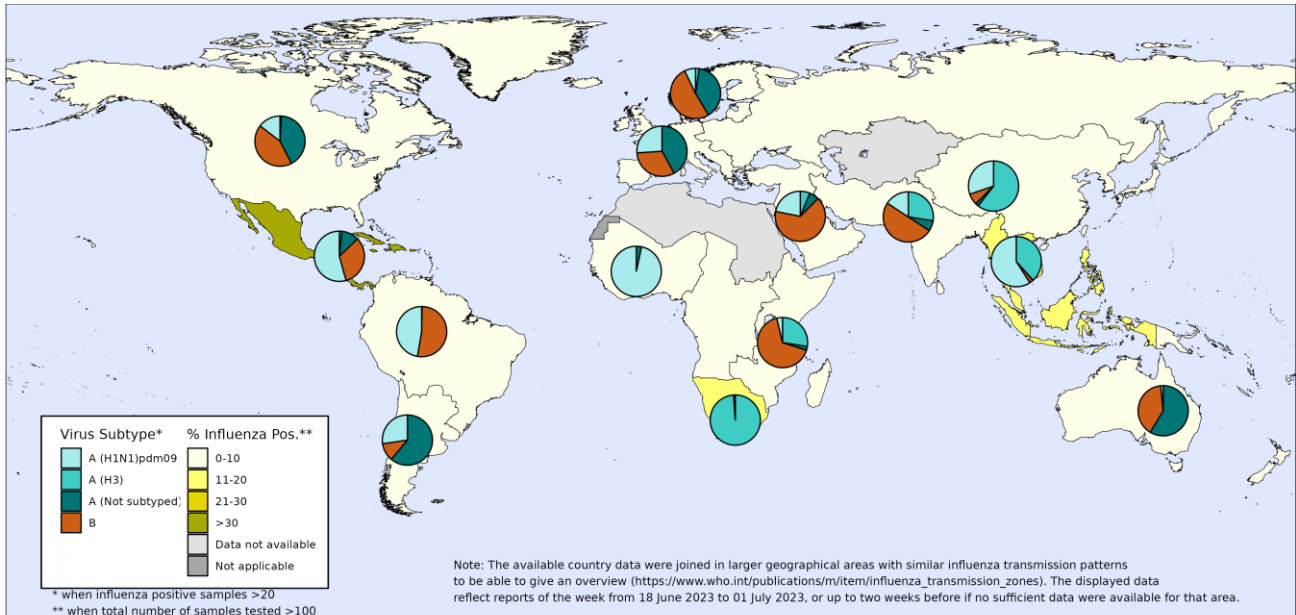 Virus Subtype*
A (H1N1)pdm09
A (H3)
A (Not subtyped)
B
% Influenza Pos.**
0-10
11-20
21-30
>30
Data not available
Not applicable
* when influenza positive samples >20
** when total number of samples tested >100
Note: The available country data were joined in larger geographical areas with similar influenza transmission patterns
to be able to give an overview (https://www.who.int/publications/m/item/influenza_transmission_zones). The displayed data
reflect reports of the week from 18 June 2023 to 01 July 2023, or up to two weeks before if no sufficient data were available for that area.